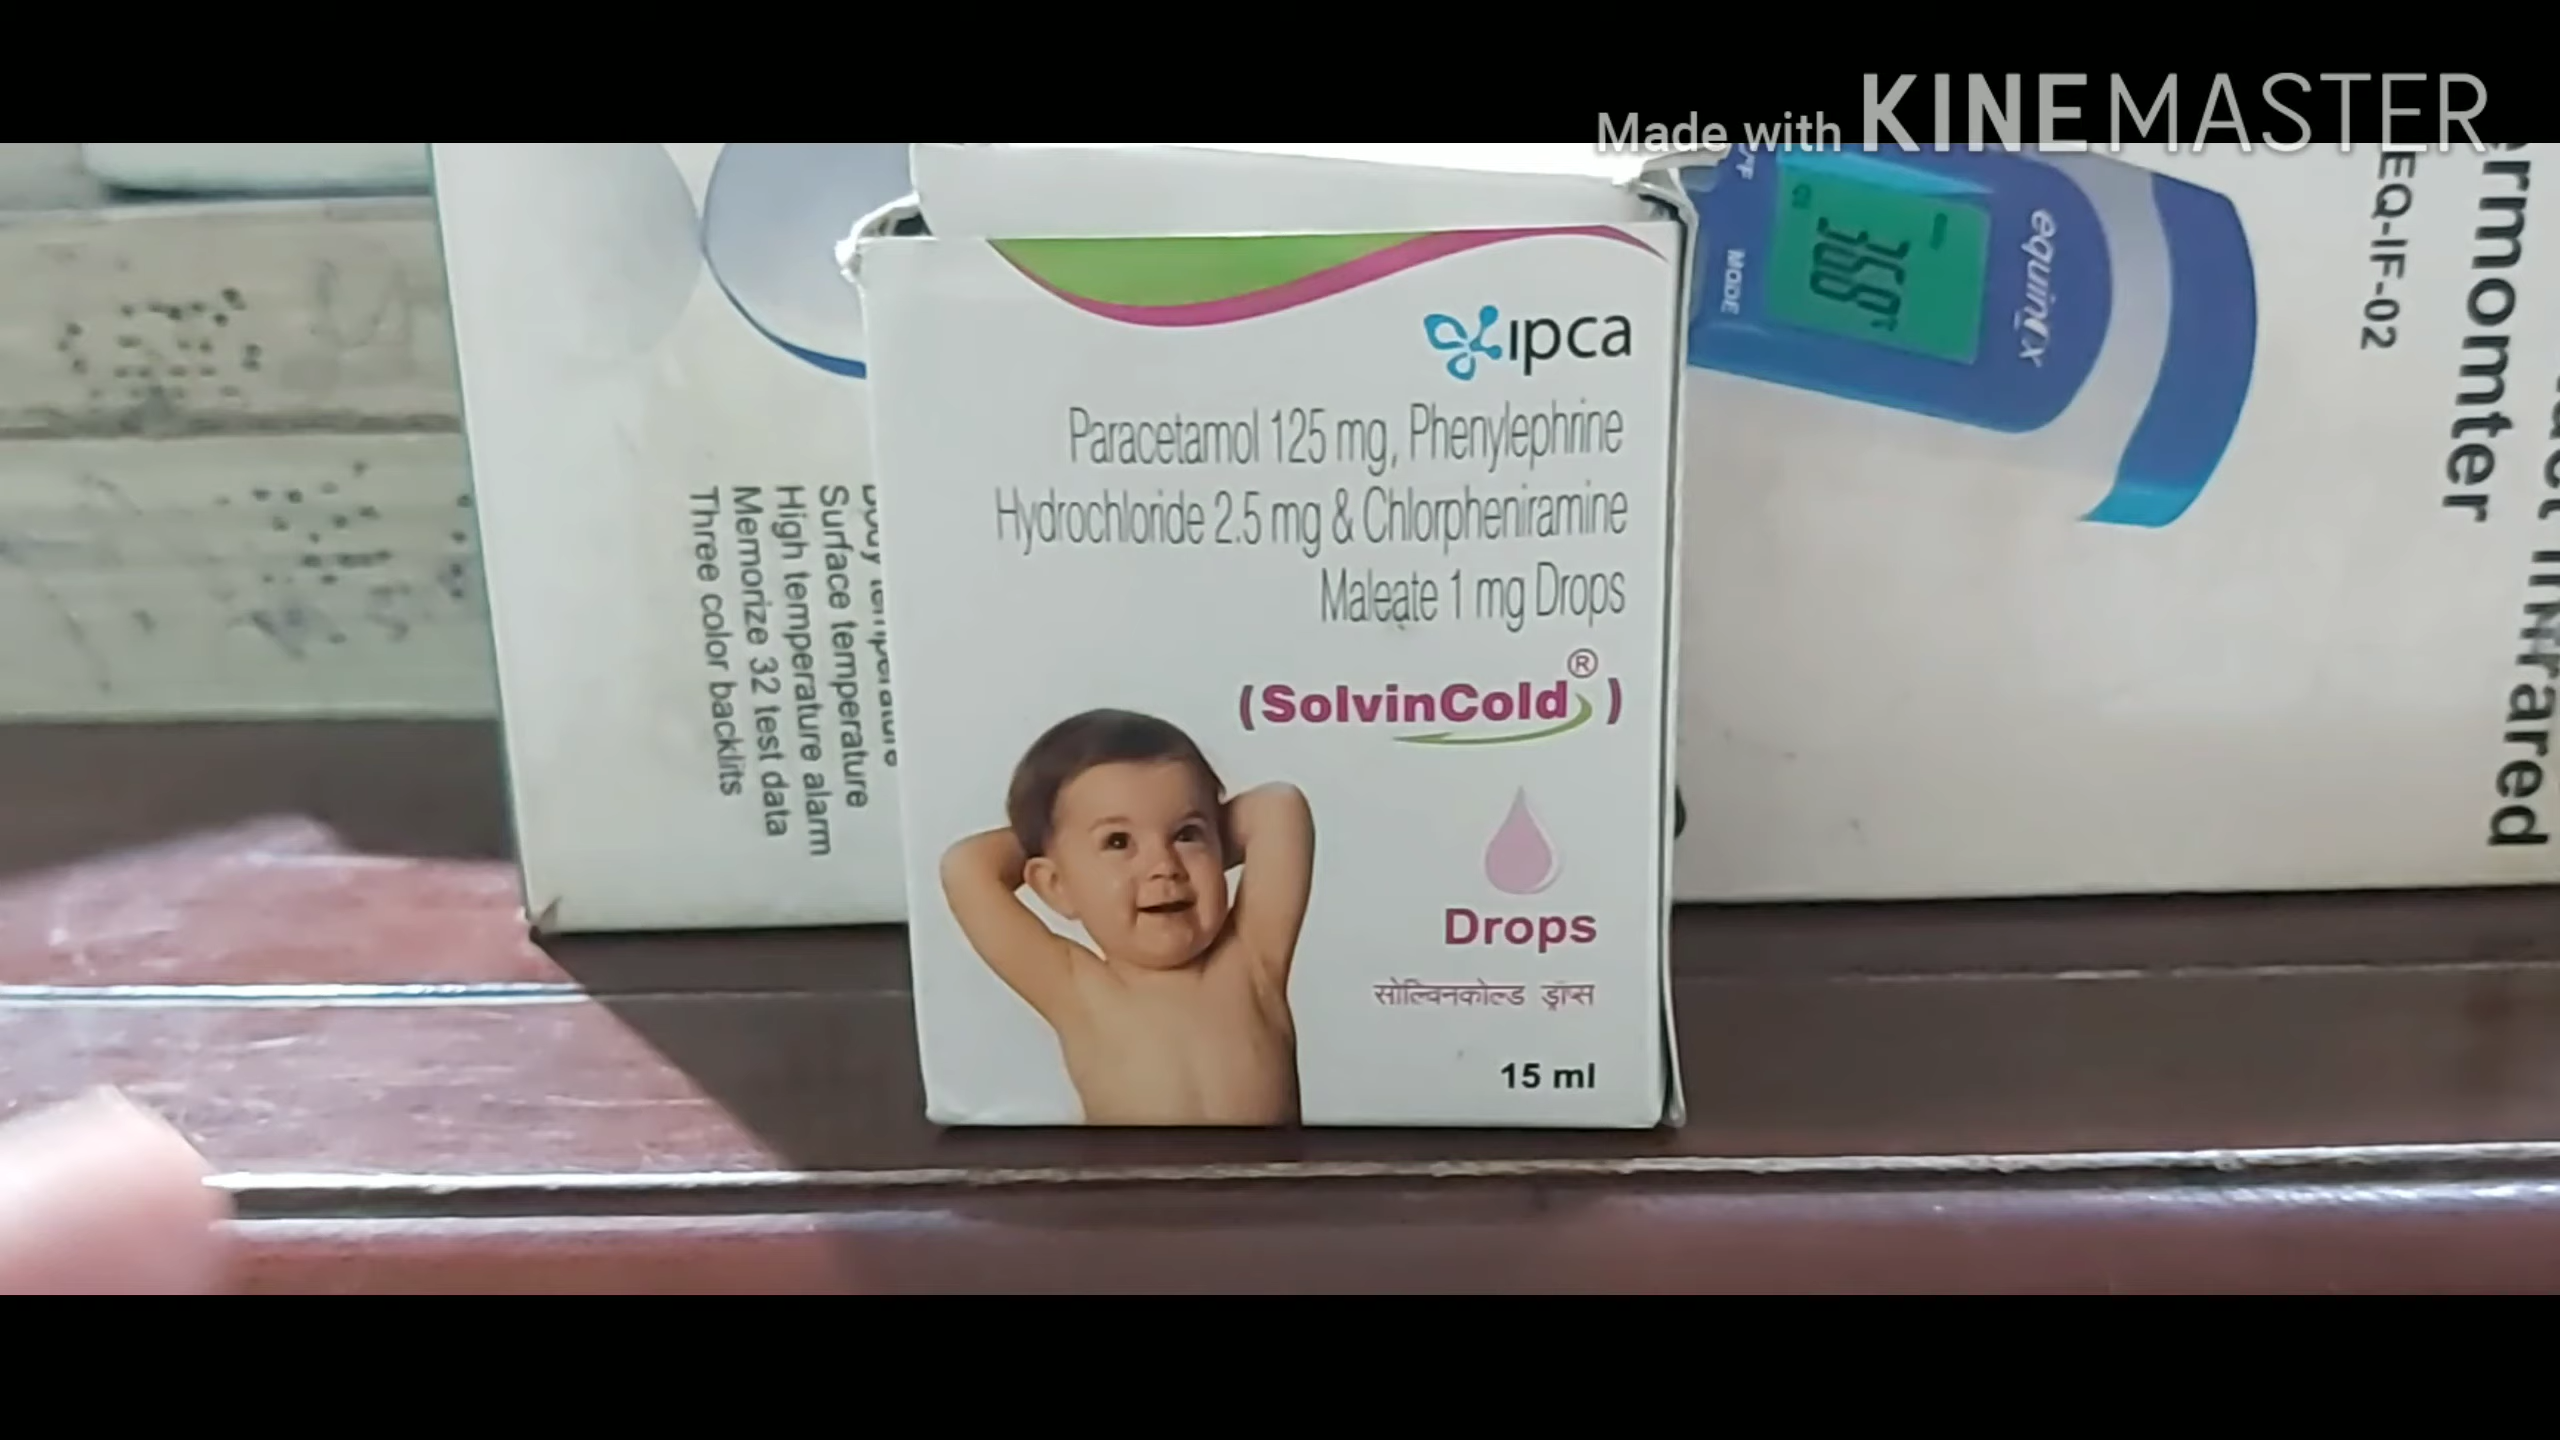 Made with KINEMASTER
ipca
Paracetamol 125 mg, Phenylephrine
Hydrochloride 2.5 mg & Chlorpheniramine
Maleate 1 mg Drops
(SolvinCold®)
Drops
सोल्विनकोल्ड ड्रॉप्स
15 ml
Surface temperature
High temperature alarm
Memorize 32 test data
Three color backlits
MODE
equinox
EQ-IF-02
ermomter
nfrared